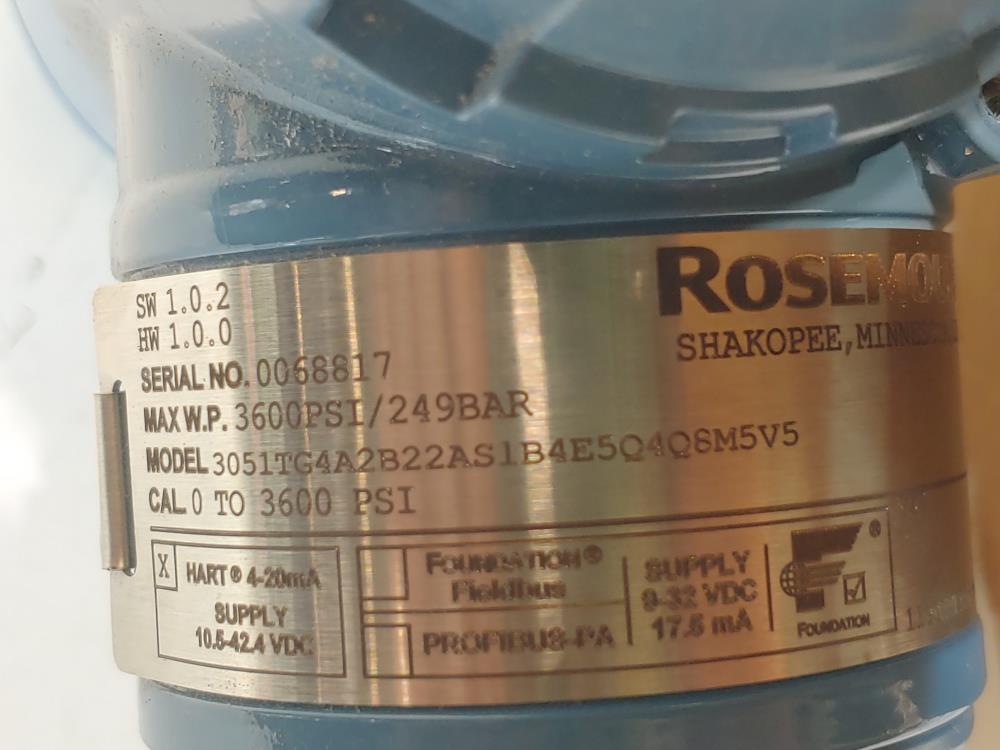 SW 1.0.2
HW 1.0.0
ROSEMOU
SHAKOPEE, MINNESOTA
SERIAL NO. 0068817
MAX W.P. 3600PSI/249BAR
MODEL 3051TG4A2B22AS1B4E5Q4Q8M5V5
CAL 0 TO 3600 PSI
X HART® 4-20mA
SUPPLY
10.5-42.4 VDC
FOUNDATION®
Fieldbus
PROFIBUS-PA
SUPPLY
9-32 VDC
17.5 mA
®
FOUNDATION